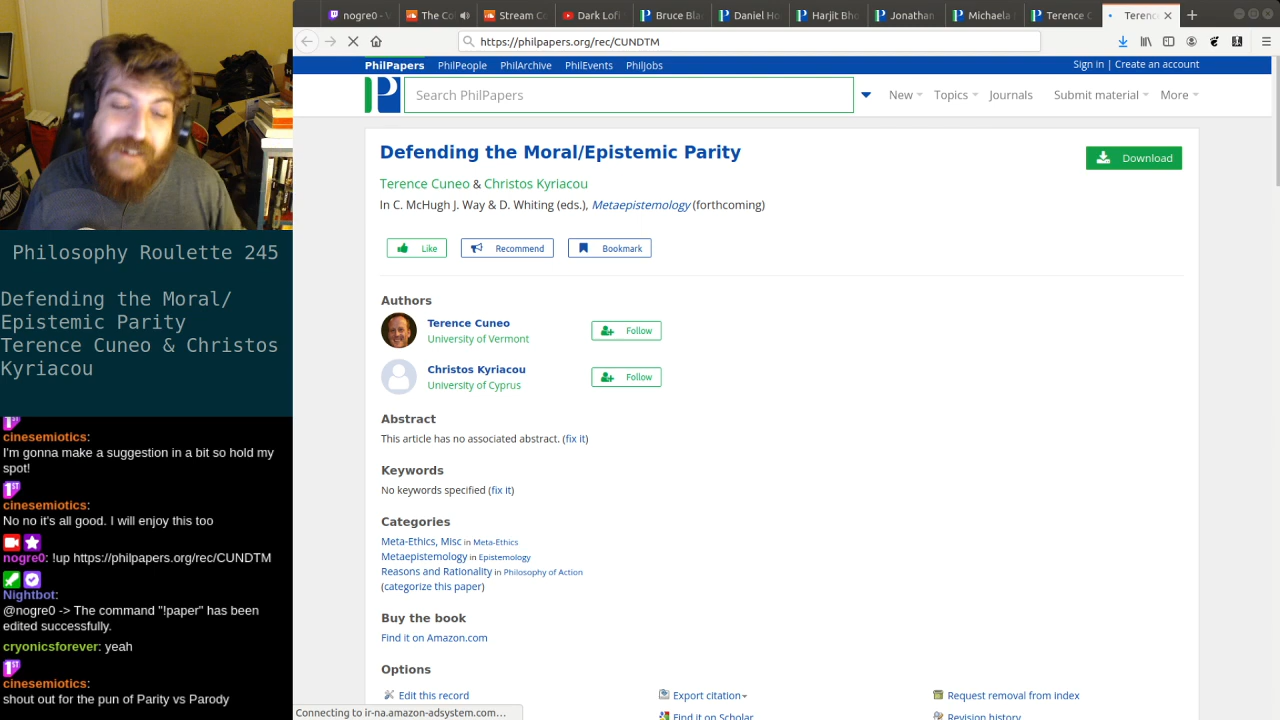 nogre0 - V
The Co
Stream C
Dark Lofi
Bruce Bla
Daniel Ho
Harjit Bho
Jonathan
Michaela
Terence C
Terenc
https://philpapers.org/rec/CUNDTM
PhilPapers PhilPeople PhilArchive PhilEvents PhilJobs
Sign in | Create an account
Search PhilPapers
New Topics Journals Submit material More
Defending the Moral/Epistemic Parity
Download
Terence Cuneo & Christos Kyriacou
In C. McHugh J. Way & D. Whiting (eds.), Metaepistemology (forthcoming)
Like Recommend Bookmark
Authors
Terence Cuneo
University of Vermont
Follow
Christos Kyriacou
University of Cyprus
Follow
Abstract
This article has no associated abstract. (fix it)
Keywords
No keywords specified (fix it)
Categories
Meta-Ethics, Misc in Meta-Ethics
Metaepistemology in Epistemology
Reasons and Rationality in Philosophy of Action
(categorize this paper)
Buy the book
Find it on Amazon.com
Options
Edit this record
Export citation
Request removal from index
Find it on Scholar
Revision history
Connecting to ir-na.amazon-adsystem.com…
Philosophy Roulette 245
Defending the Moral/
Epistemic Parity
Terence Cuneo & Christos
Kyriacou
1ST
cinesemiotics:
I'm gonna make a suggestion in a bit so hold my
spot!
1ST
cinesemiotics:
No no it's all good. I will enjoy this too
nogre0: !up https://philpapers.org/rec/CUNDTM
Nightbot:
@nogre0 -> The command "!paper" has been
edited successfully.
cryonicsforever: yeah
1ST
cinesemiotics:
shout out for the pun of Parity vs Parody